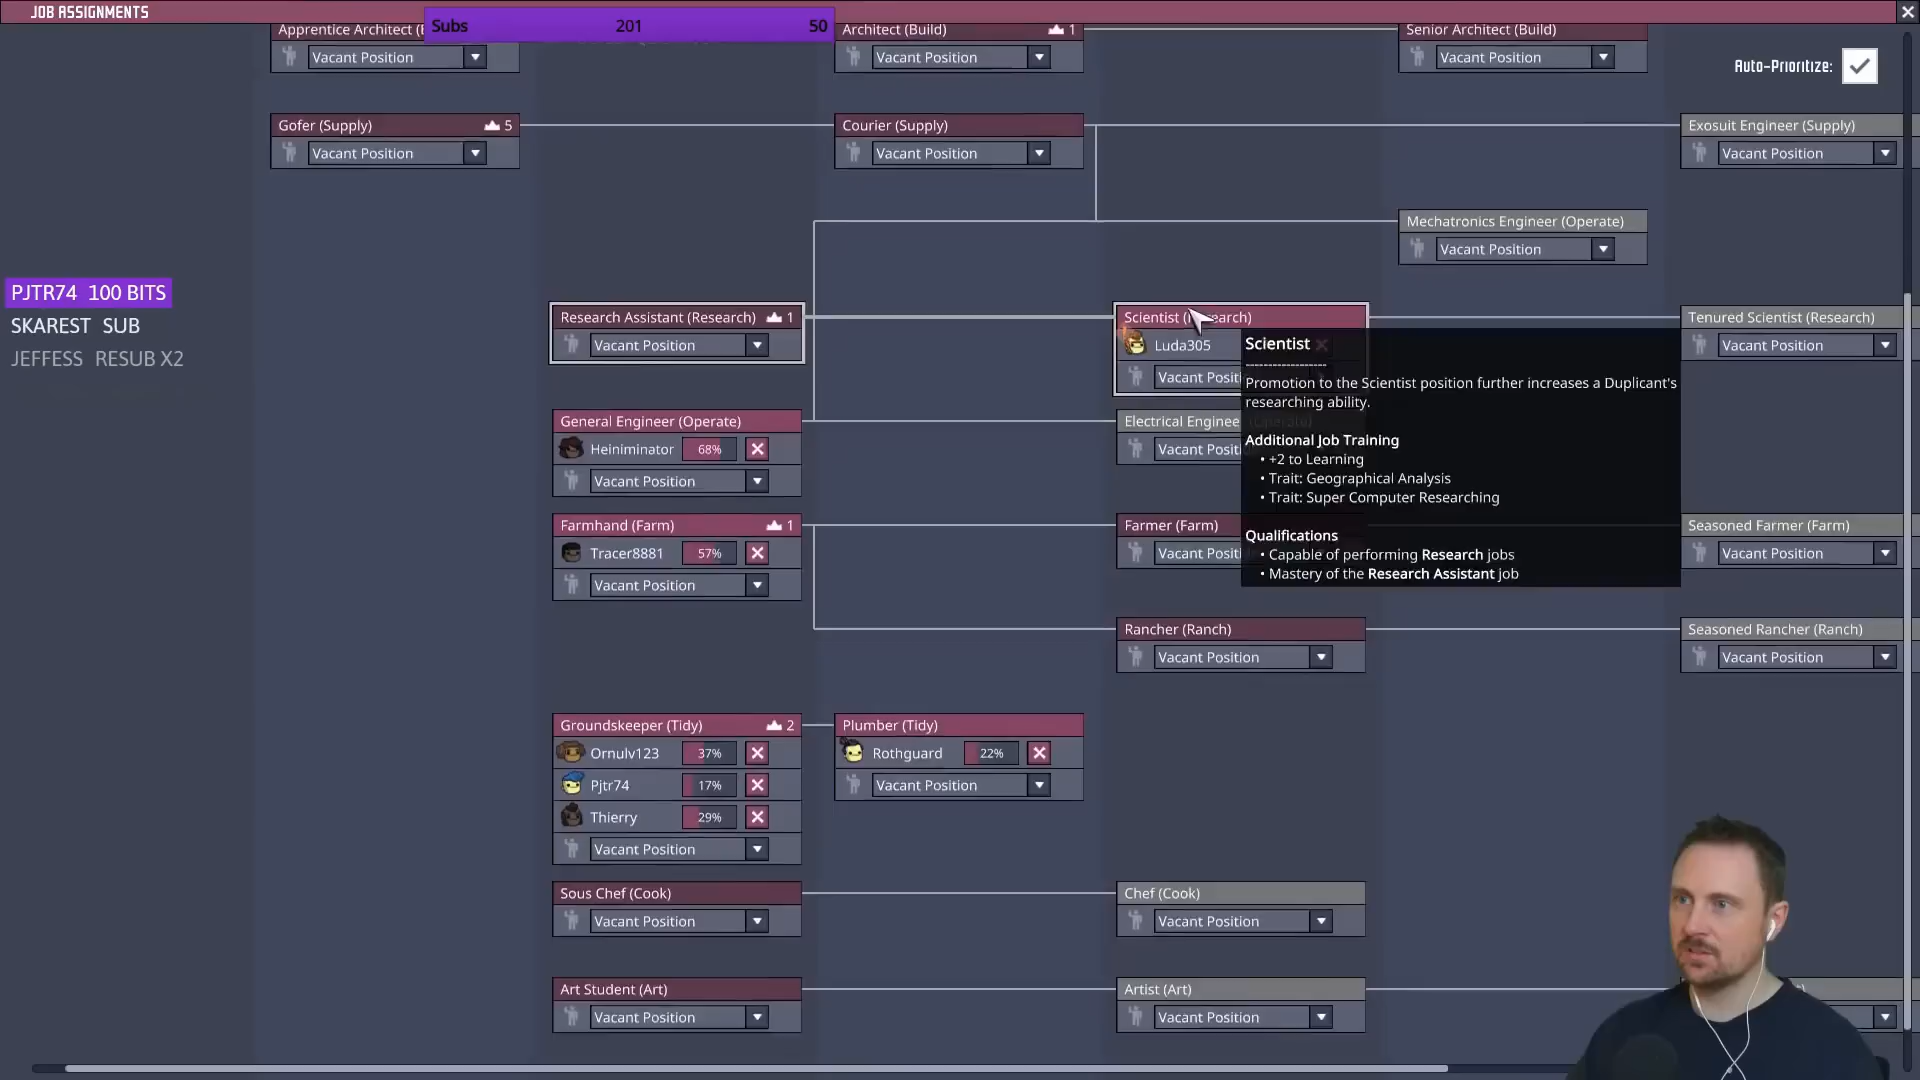 JOB ASSIGNMENTS
Subs 201 50
Apprentice Architect (B
Vacant Position
Architect (Build) 1
Vacant Position
Senior Architect (Build)
Vacant Position
Auto-Prioritize:
Gofer (Supply) 5
Vacant Position
Courier (Supply)
Vacant Position
Exosuit Engineer (Supply)
Vacant Position
Mechatronics Engineer (Operate)
Vacant Position
PJTR74 100 BITS
SKAREST SUB
JEFFESS RESUB X2
Research Assistant (Research) 1
Vacant Position
Scientist (Research)
Luda305
Vacant Positi
Tenured Scientist (Research)
Vacant Position
Scientist
Promotion to the Scientist position further increases a Duplicant's
researching ability.
Additional Job Training
• +2 to Learning
• Trait: Geographical Analysis
• Trait: Super Computer Researching
Qualifications
• Capable of performing Research jobs
• Mastery of the Research Assistant job
General Engineer (Operate)
Heiniminator 68%
Vacant Position
Electrical Enginee
Vacant Positi
Farmhand (Farm) 1
Tracer8881 57%
Vacant Position
Farmer (Farm)
Vacant Positi
Seasoned Farmer (Farm)
Vacant Position
Rancher (Ranch)
Vacant Position
Seasoned Rancher (Ranch)
Vacant Position
Groundskeeper (Tidy) 2
Ornulv123 37%
Pjtr74 17%
Thierry 29%
Vacant Position
Plumber (Tidy)
Rothguard 22%
Vacant Position
Sous Chef (Cook)
Vacant Position
Chef (Cook)
Vacant Position
Art Student (Art)
Vacant Position
Artist (Art)
Vacant Position